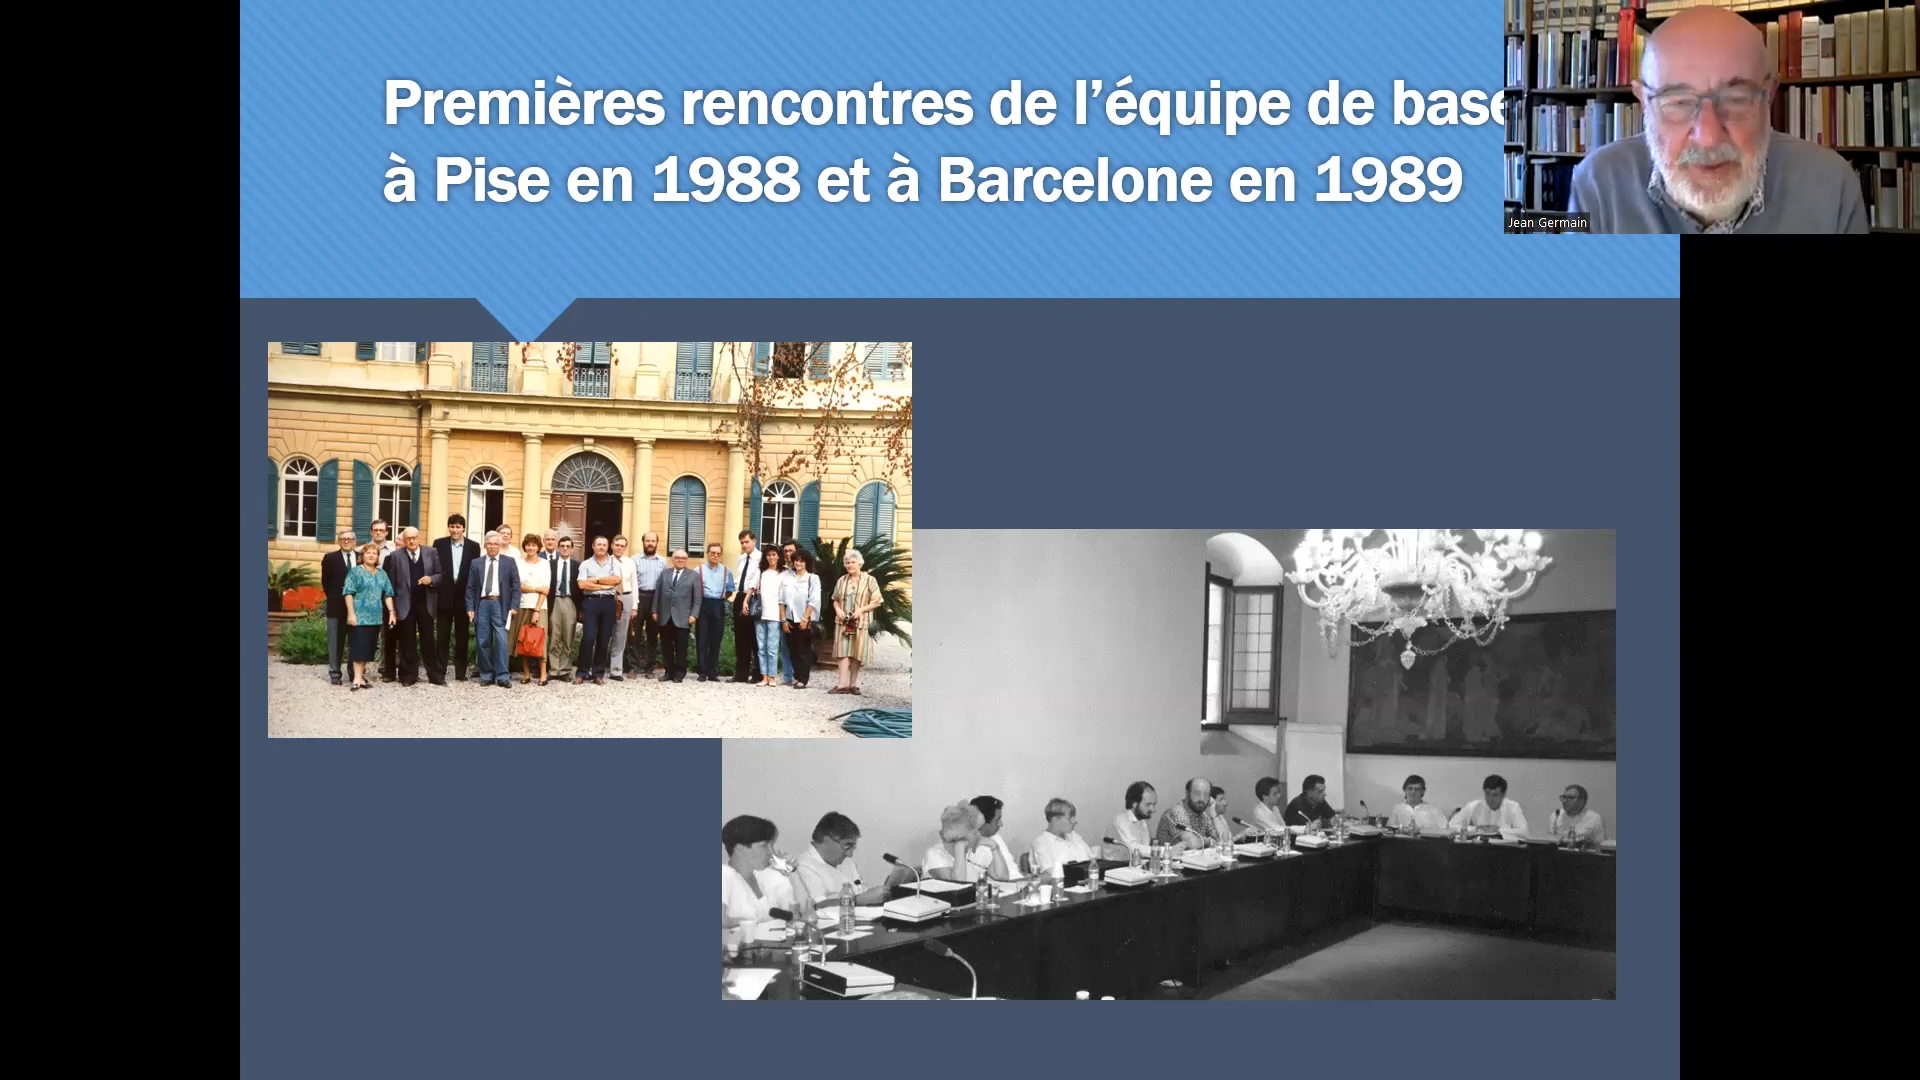 Premières rencontres de l’équipe de base
à Pise en 1988 et à Barcelone en 1989
Jean Germain